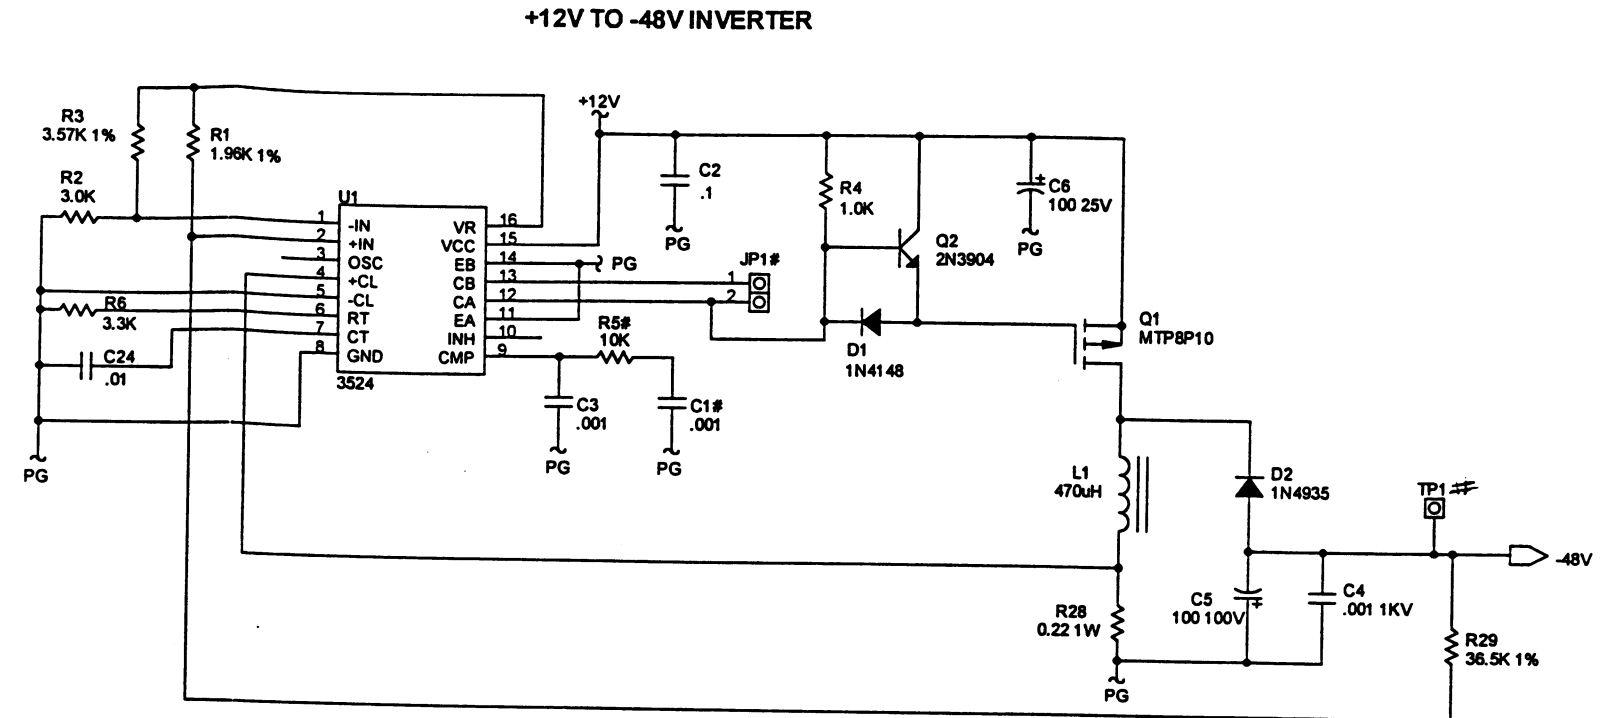 +12V TO -48V INVERTER
+12V
R3
3.57K 1%
R1
1.96K 1%
R2
3.0K
U1
1
2
3
4
5
6
7
8
-IN
+IN
OSC
+CL
-CL
RT
CT
GND
VR
VCC
EB
CB
CA
EA
INH
CMP
16
15
14
13
12
11
10
9
3524
R6
3.3K
C24
.01
PG
PG
C2
.1
PG
JP1#
1
2
R4
1.0K
Q2
2N3904
C6
+
100 25V
PG
R5#
10K
C3
.001
PG
C1#
.001
PG
D1
1N4148
Q1
MTP8P10
L1
470uH
D2
1N4935
TP1 #
-48V
R28
0.22 1W
C5
100 100V
+
C4
.001 1KV
R29
36.5K 1%
PG